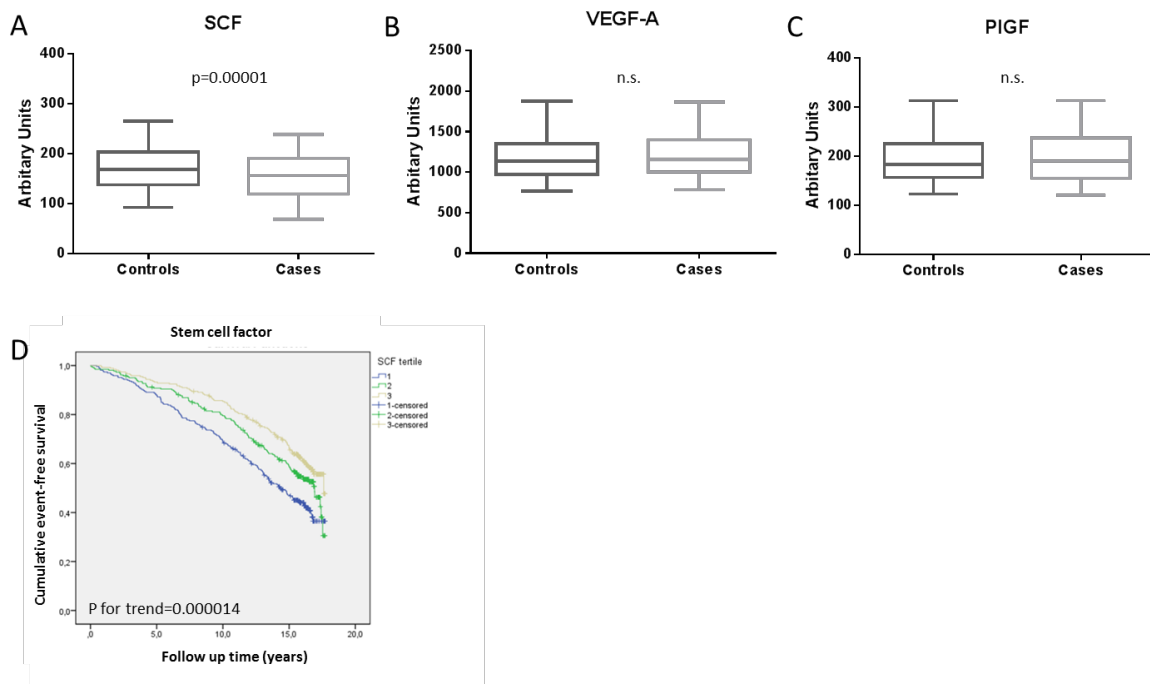 A
SCF
400
300
200
100
0
Arbitary Units
p=0.00001
Controls
Cases
B
VEGF-A
2500
2000
1500
1000
500
0
Arbitary Units
n.s.
Controls
Cases
C
PIGF
400
300
200
100
0
Arbitary Units
n.s.
Controls
Cases
D
Stem cell factor
Cumulative event-free survival
1,0
0,8
0,6
0,4
0,2
0,0
P for trend=0.000014
,0
5,0
10,0
15,0
20,0
Follow up time (years)
SCF tertile
1
2
3
1-censored
2-censored
3-censored